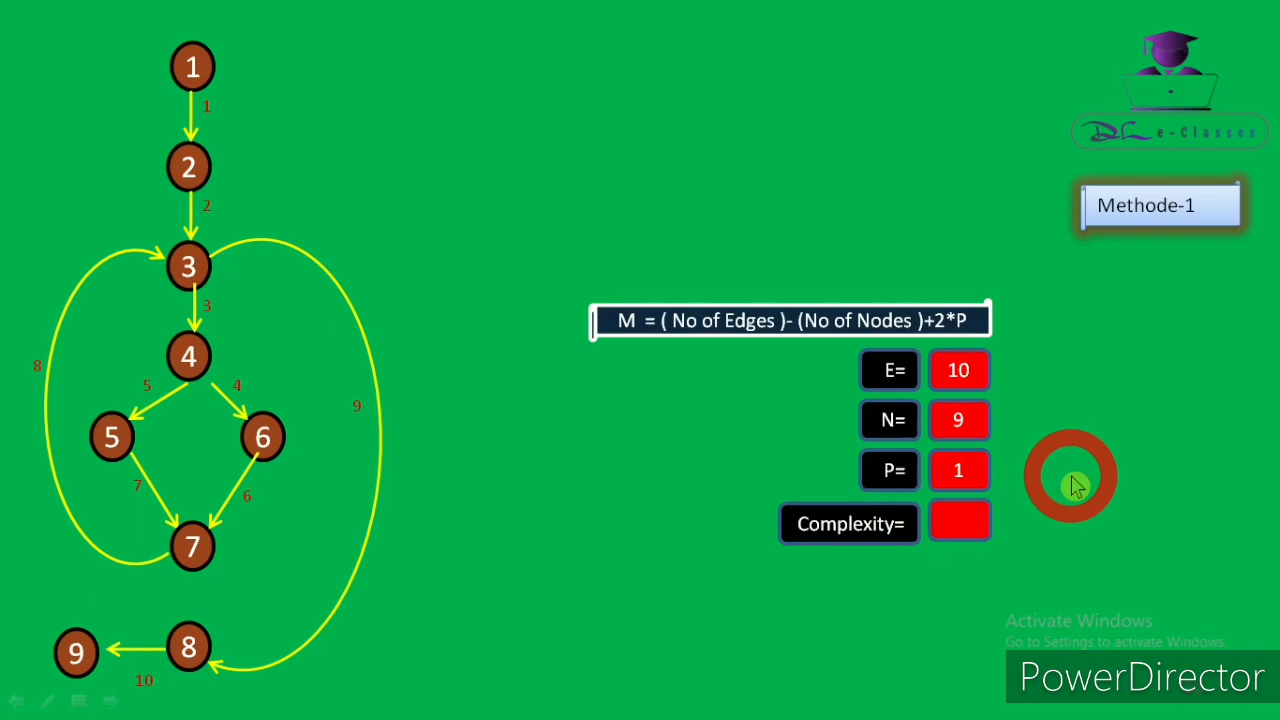 1
1
2
2
3
3
4
5
4
5
6
8
9
7
6
7
8
9
10
DL e-Classes
Methode-1
M = ( No of Edges )- (No of Nodes )+2*P
E= 10
N= 9
P= 1
Complexity=
Activate Windows
Go to Settings to activate Windows.
PowerDirector